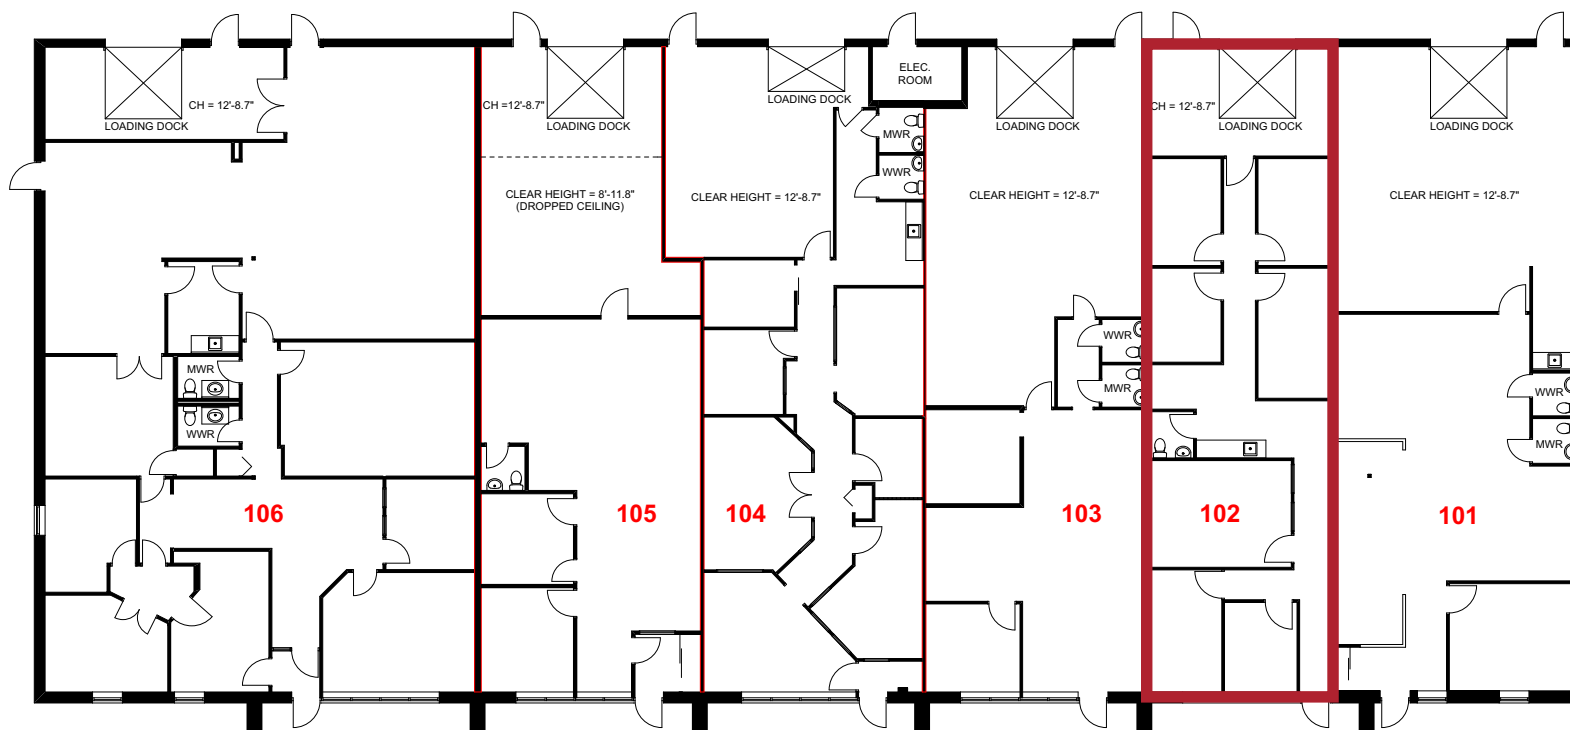 ELEC.
ROOM
CH = 12'-8.7"
LOADING DOCK
CH =12'-8.7"
LOADING DOCK
LOADING DOCK
LOADING DOCK
CH = 12'-8.7"
LOADING DOCK
LOADING DOCK
MWR
WWR
CLEAR HEIGHT = 8'-11.8"
(DROPPED CEILING)
CLEAR HEIGHT = 12'-8.7"
CLEAR HEIGHT = 12'-8.7"
CLEAR HEIGHT = 12'-8.7"
WWR
MWR
MWR
WWR
WWR
MWR
106
105
104
103
102
101